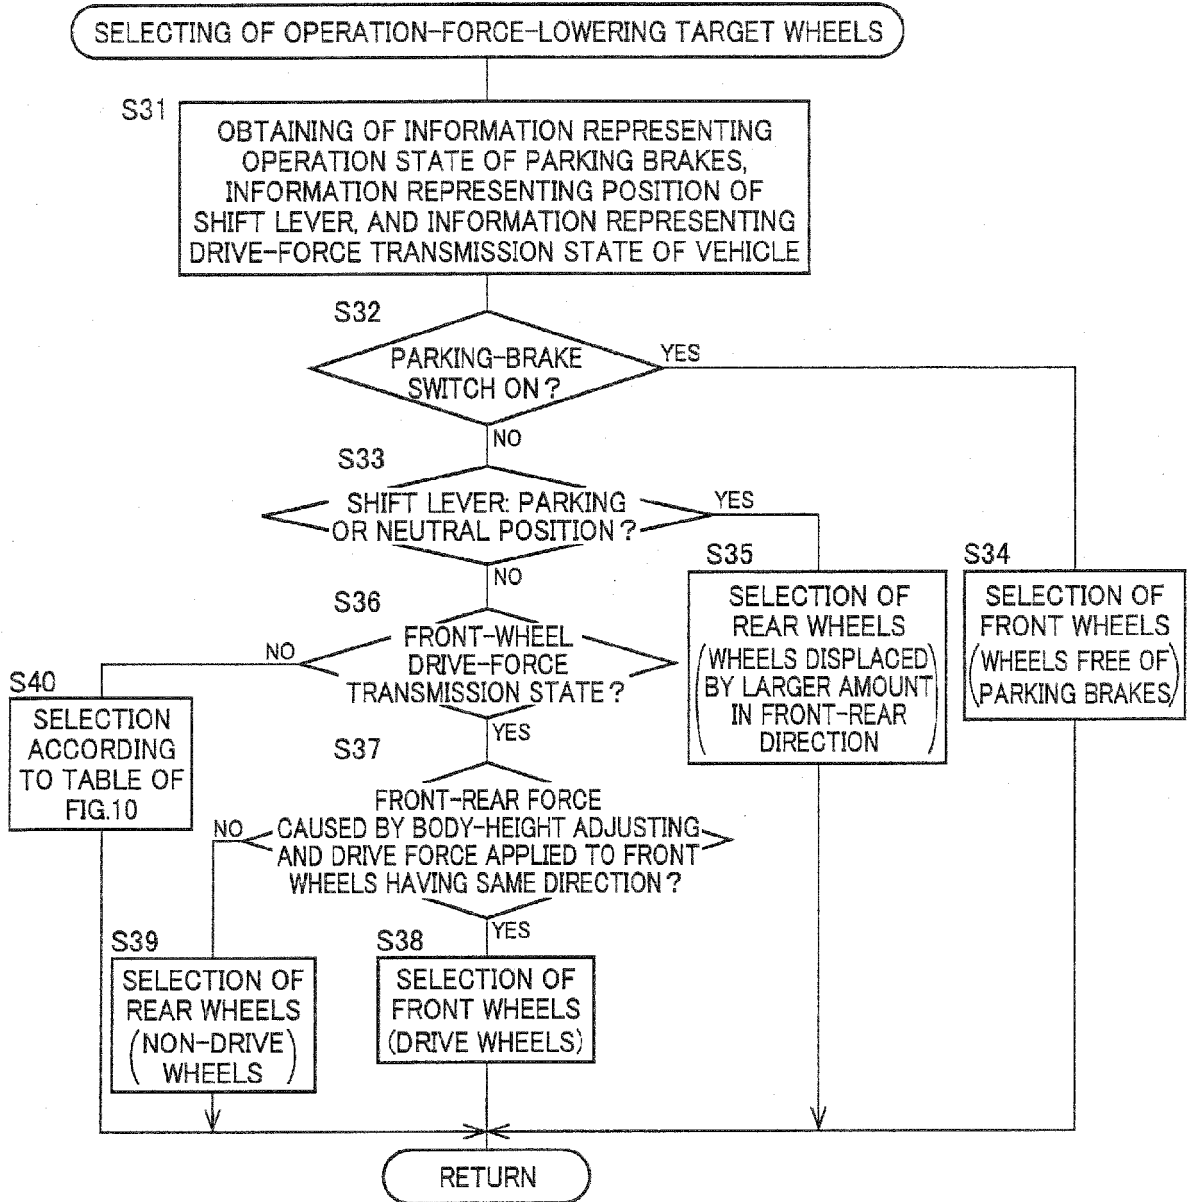 SELECTING OF OPERATION-FORCE-LOWERING TARGET WHEELS
S31
OBTAINING OF INFORMATION REPRESENTING
OPERATION STATE OF PARKING BRAKES,
INFORMATION REPRESENTING POSITION OF
SHIFT LEVER, AND INFORMATION REPRESENTING
DRIVE-FORCE TRANSMISSION STATE OF VEHICLE
S32
PARKING-BRAKE
SWITCH ON?
YES
NO
S33
SHIFT LEVER: PARKING
OR NEUTRAL POSITION?
YES
NO
S35
SELECTION OF
REAR WHEELS
(WHEELS DISPLACED
BY LARGER AMOUNT
IN FRONT-REAR
DIRECTION)
S34
SELECTION OF
FRONT WHEELS
(WHEELS FREE OF
PARKING BRAKES)
S36
FRONT-WHEEL
DRIVE-FORCE
TRANSMISSION STATE?
NO
YES
S40
SELECTION
ACCORDING
TO TABLE OF
FIG.10
S37
FRONT-REAR FORCE
CAUSED BY BODY-HEIGHT ADJUSTING
AND DRIVE FORCE APPLIED TO FRONT
WHEELS HAVING SAME DIRECTION?
NO
YES
S39
SELECTION OF
REAR WHEELS
(NON-DRIVE
WHEELS)
S38
SELECTION OF
FRONT WHEELS
(DRIVE WHEELS)
RETURN